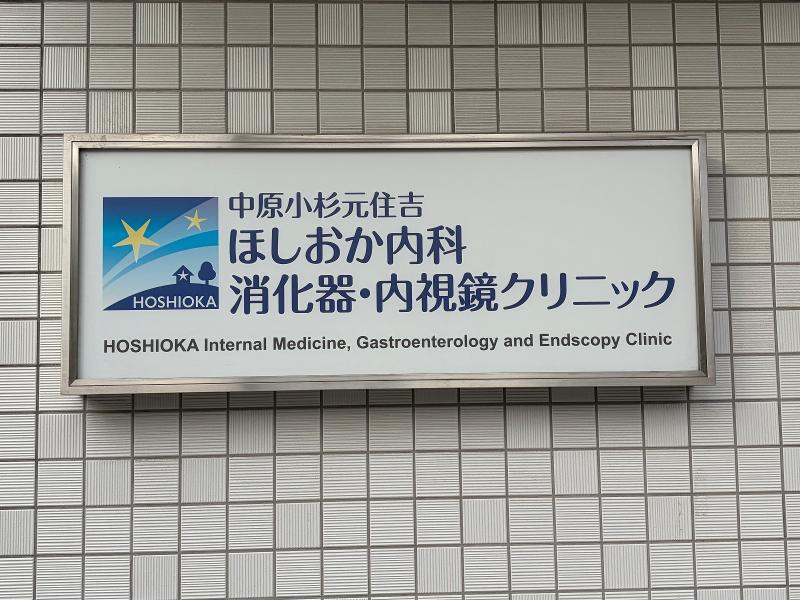 中原小杉元住吉
ほしおか内科
消化器・内視鏡クリニック
HOSHIOKA
HOSHIOKA Internal Medicine, Gastroenterology and Endscopy Clinic